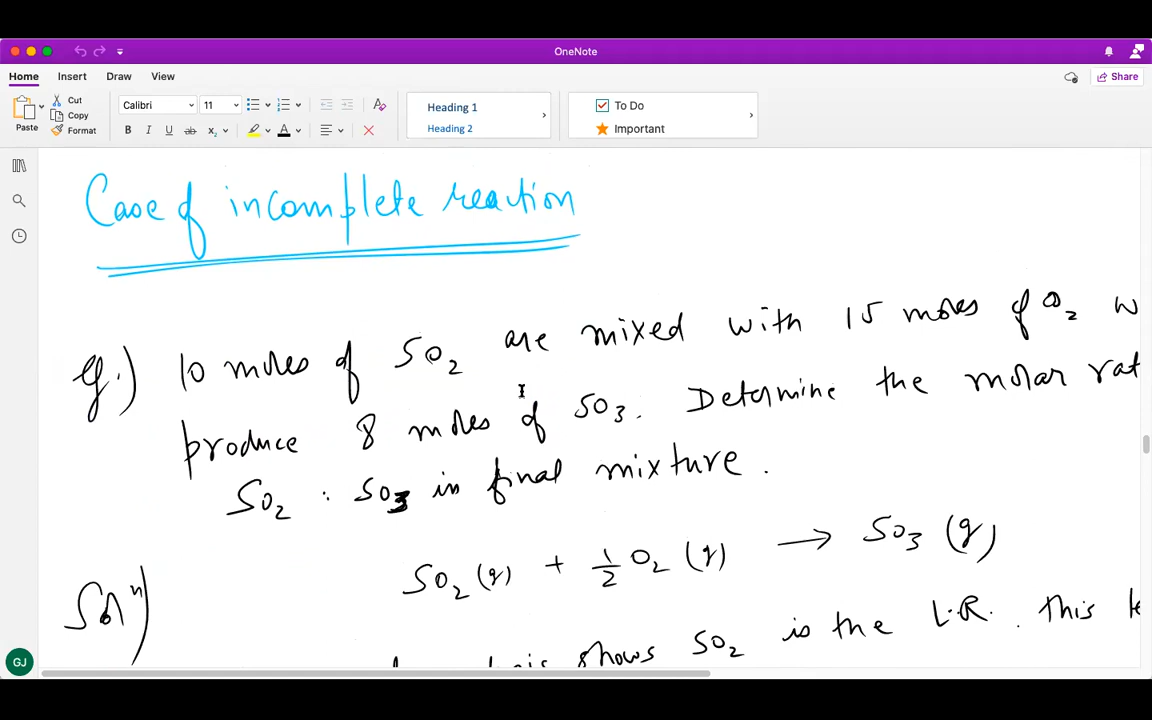 OneNote
Home Insert Draw View Share
Paste Cut Copy Format
Calibri 11
B I U ab x₂ A
Heading 1
Heading 2
To Do
Important
Case of incomplete reaction
eg.) 10 moles of SO₂ are mixed with 15 moles of O₂ w
produce 8 moles of SO₃. Determine the molar rat
SO₂ : SO₃ in final mixture.
Solⁿ) SO₂(g) + 1/2 O₂(g) → SO₃(g)
shows SO₂ is the L.R. this
GJ